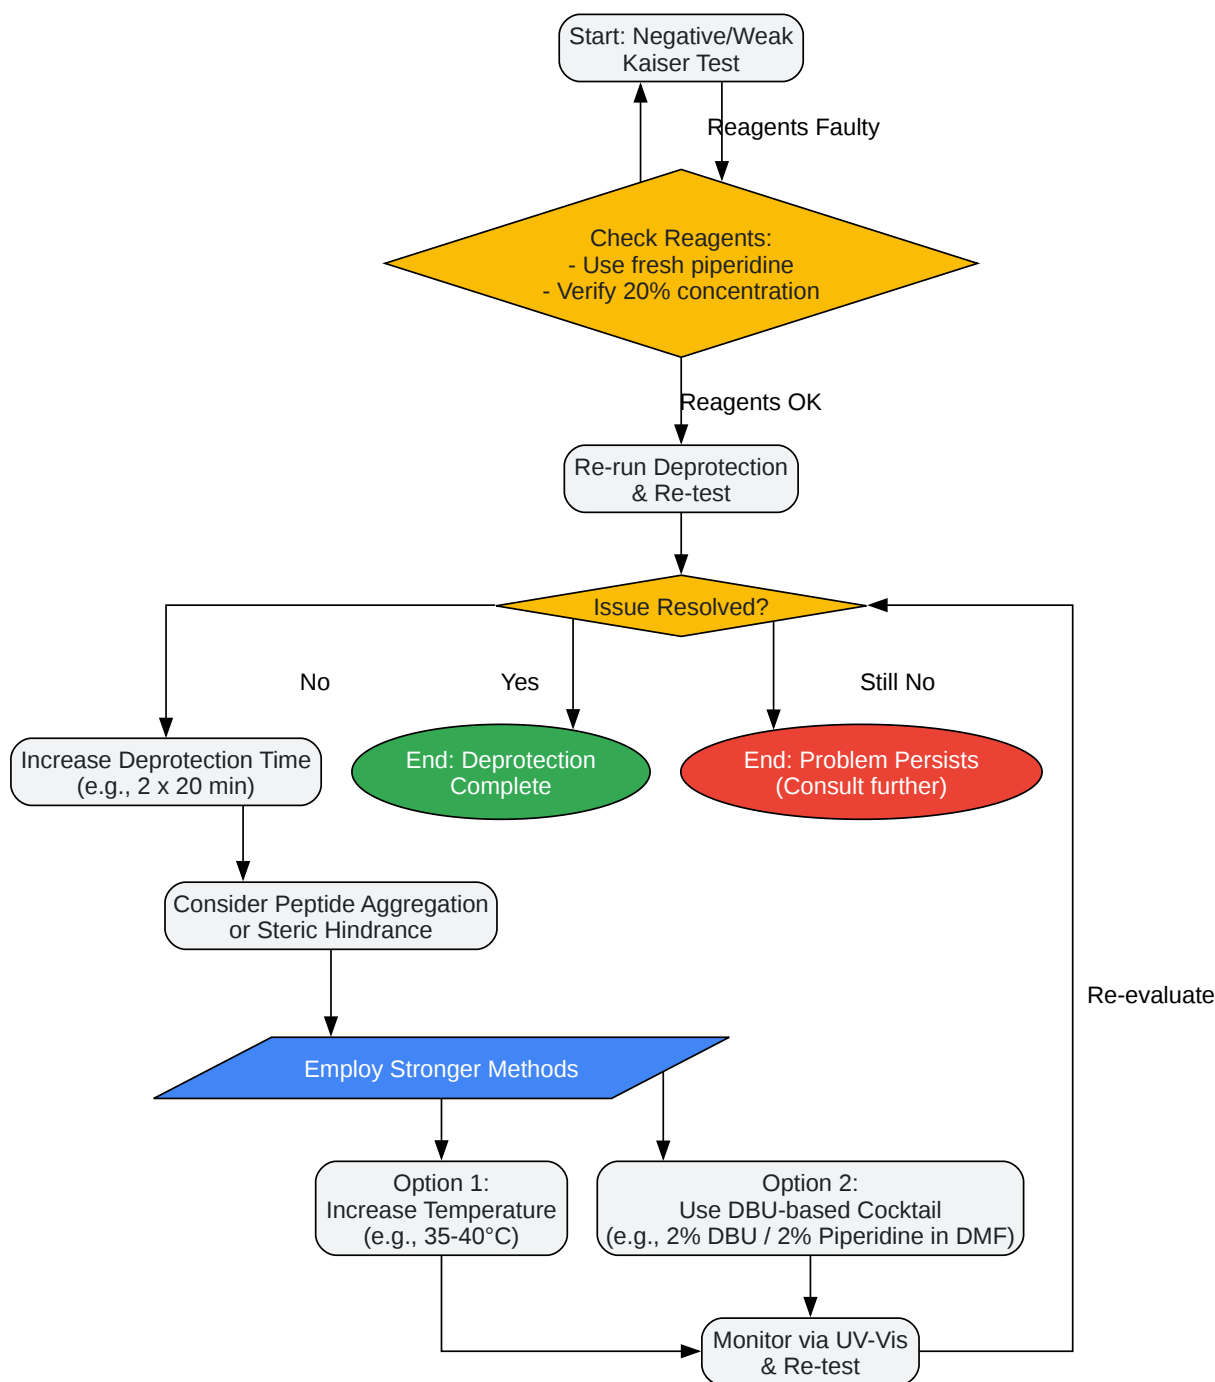 Start: Negative/Weak
Kaiser Test
Reagents Faulty
Check Reagents:
- Use fresh piperidine
- Verify 20% concentration
Reagents OK
Re-run Deprotection
& Re-test
Issue Resolved?
No
Yes
Still No
Increase Deprotection Time
(e.g., 2 x 20 min)
End: Deprotection
Complete
End: Problem Persists
(Consult further)
Consider Peptide Aggregation
or Steric Hindrance
Re-evaluate
Employ Stronger Methods
Option 1:
Increase Temperature
(e.g., 35-40°C)
Option 2:
Use DBU-based Cocktail
(e.g., 2% DBU / 2% Piperidine in DMF)
Monitor via UV-Vis
& Re-test